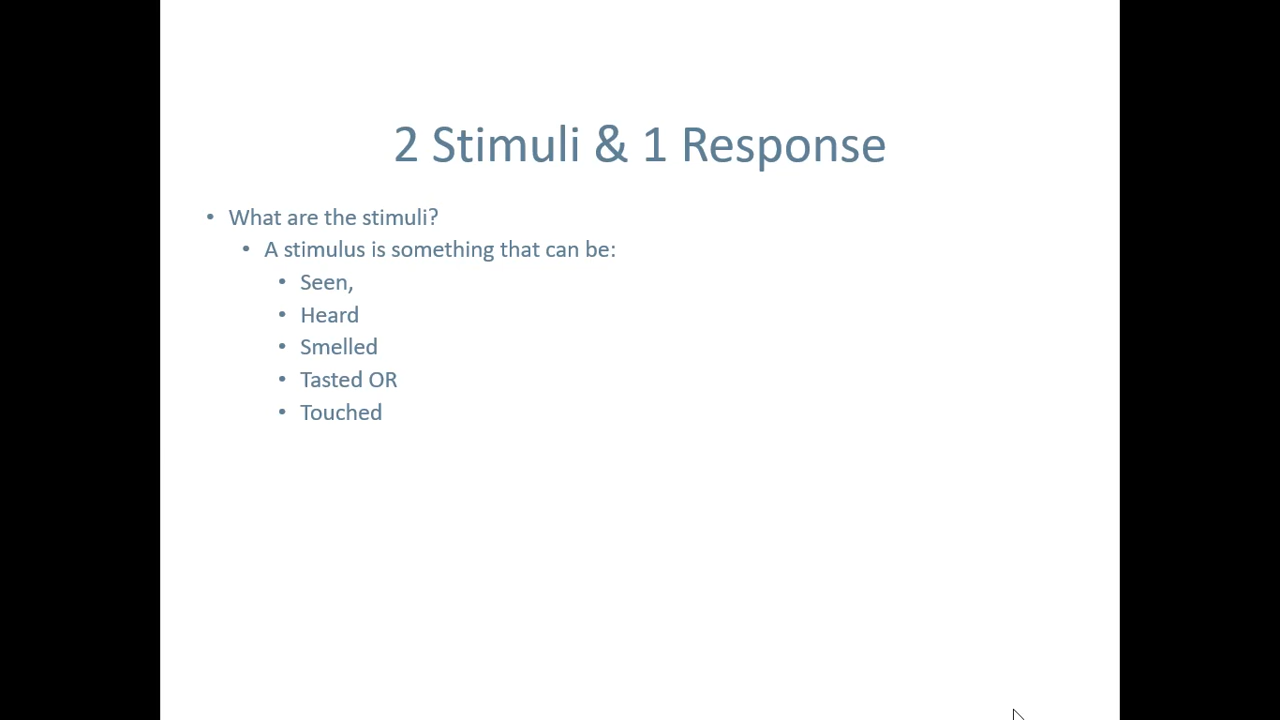 2 Stimuli & 1 Response
• What are the stimuli?
• A stimulus is something that can be:
• Seen,
• Heard
• Smelled
• Tasted OR
• Touched